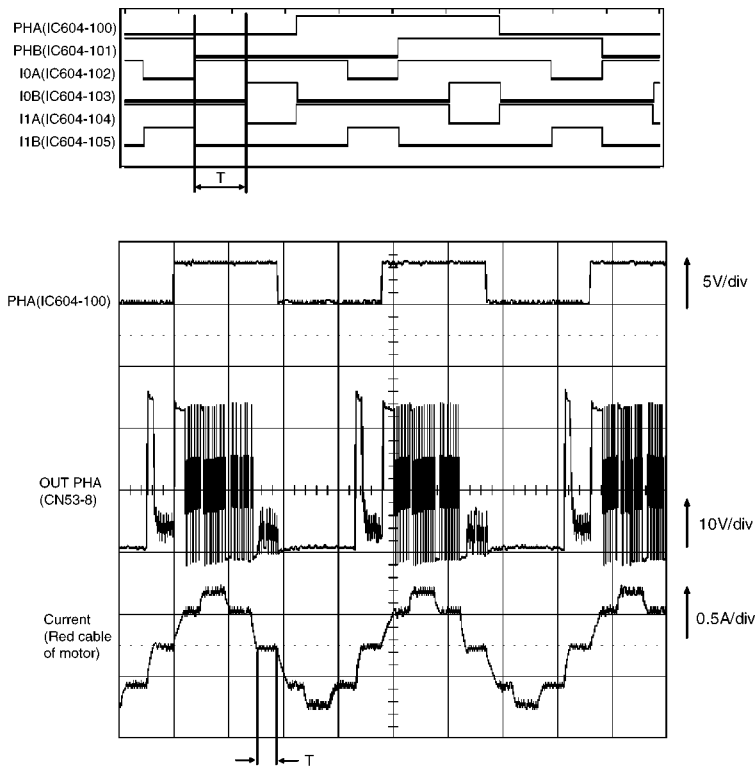 PHA(IC604-100)
PHB(IC604-101)
I0A(IC604-102)
I0B(IC604-103)
I1A(IC604-104)
I1B(IC604-105)
T
PHA(IC604-100)
5V/div
OUT PHA
(CN53-8)
10V/div
Current
(Red cable
of motor)
0.5A/div
T